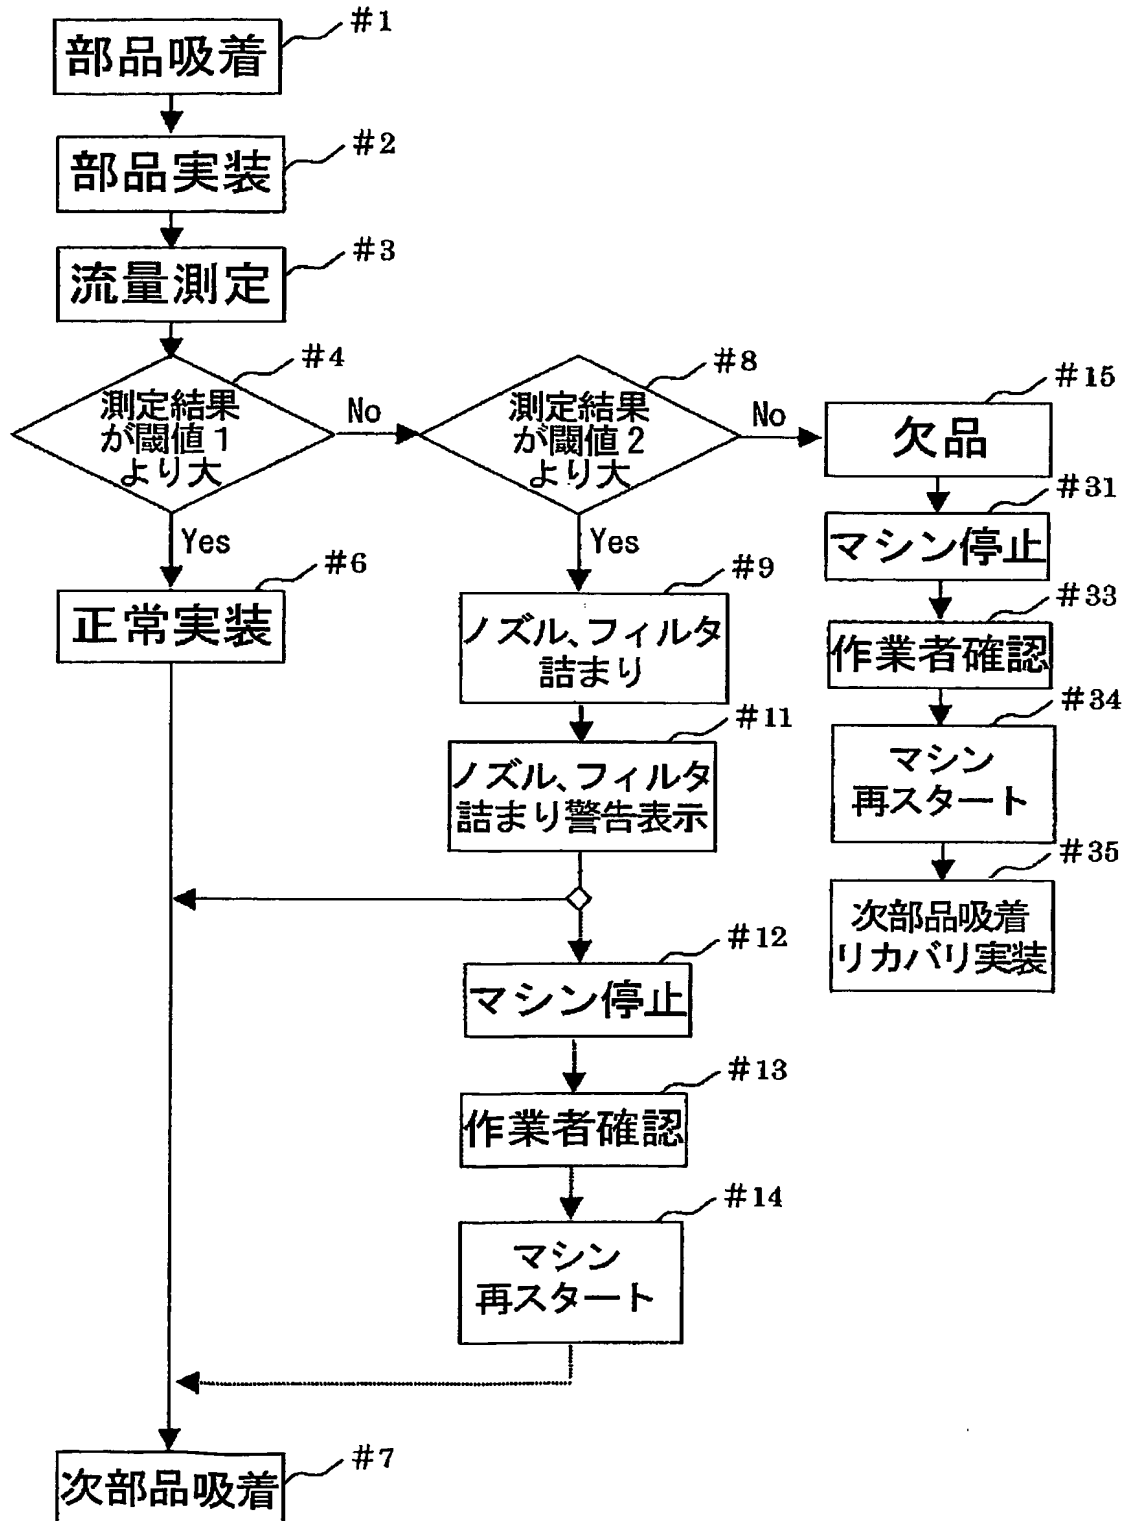 #1
部品吸着
#2
部品実装
#3
流量測定
#4
測定結果
が閾値1
より大
No
Yes
#6
正常実装
#8
測定結果
が閾値2
より大
No
Yes
#9
ノズル、フィルタ
詰まり
#11
ノズル、フィルタ
詰まり警告表示
#12
マシン停止
#13
作業者確認
#14
マシン
再スタート
#15
欠品
#31
マシン停止
#33
作業者確認
#34
マシン
再スタート
#35
次部品吸着
リカバリ実装
#7
次部品吸着